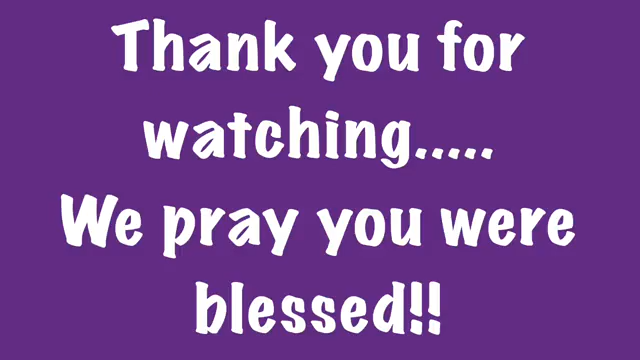 Thank you for
watching.....
We pray you were
blessed!!